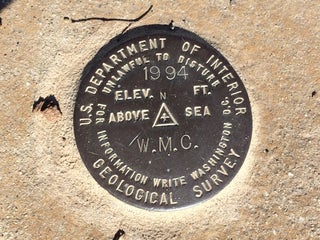 U.S. DEPARTMENT OF INTERIOR
GEOLOGICAL SURVEY
UNLAWFUL TO DISTURB
FOR INFORMATION WRITE WASHINGTON
1994
ELEV. N FT.
ABOVE SEA
W.M.C.